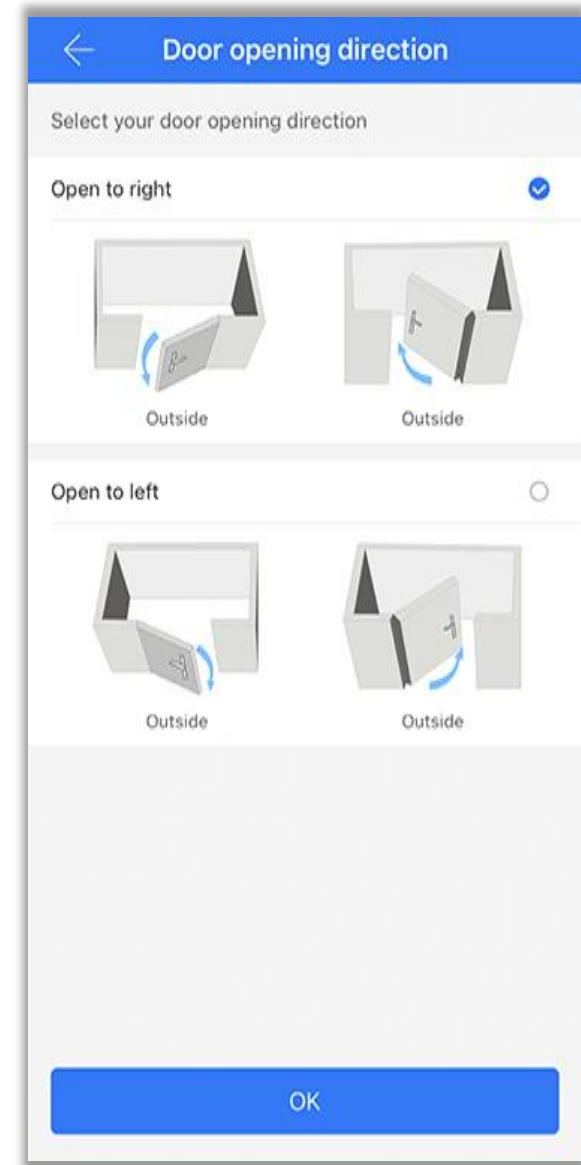 Door opening direction
Select your door opening direction
Open to right
Outside
Outside
Open to left
Outside
Outside
OK